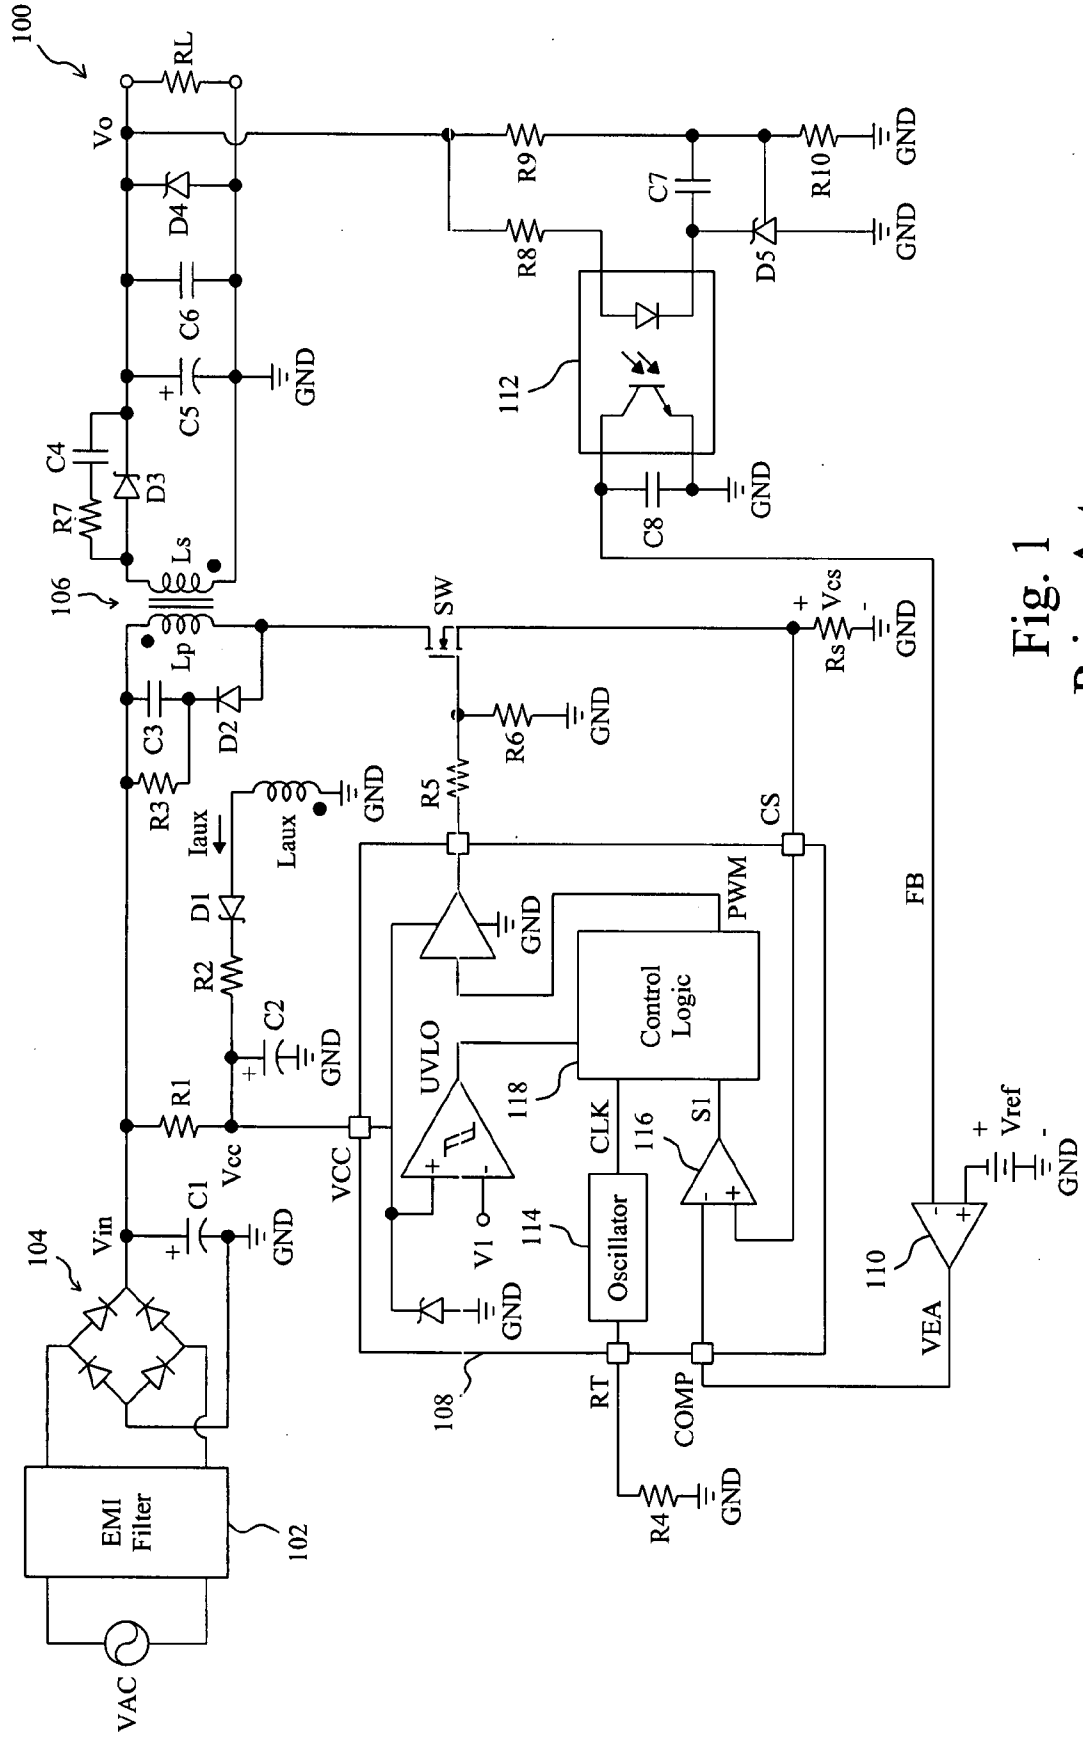 100
Vo
RL
D4
C6
+
C5
GND
C4
R7
D3
106
Ls
Lp
C3
D2
R3
Iaux
Laux
GND
D1
R2
C2
+
GND
R1
Vcc
Vin
+
C1
GND
104
EMI
Filter
102
VAC
SW
R5
R6
GND
VCC
UVLO
+
-
V1
GND
GND
PWM
CS
Control
Logic
118
CLK
S1
116
-
+
114
Oscillator
108
RT
COMP
R4
GND
+
Vcs
-
Rs
GND
R9
R8
C7
D5
R10
GND
GND
112
C8
GND
FB
110
-
+
+
Vref
-
GND
VEA
Fig. 1